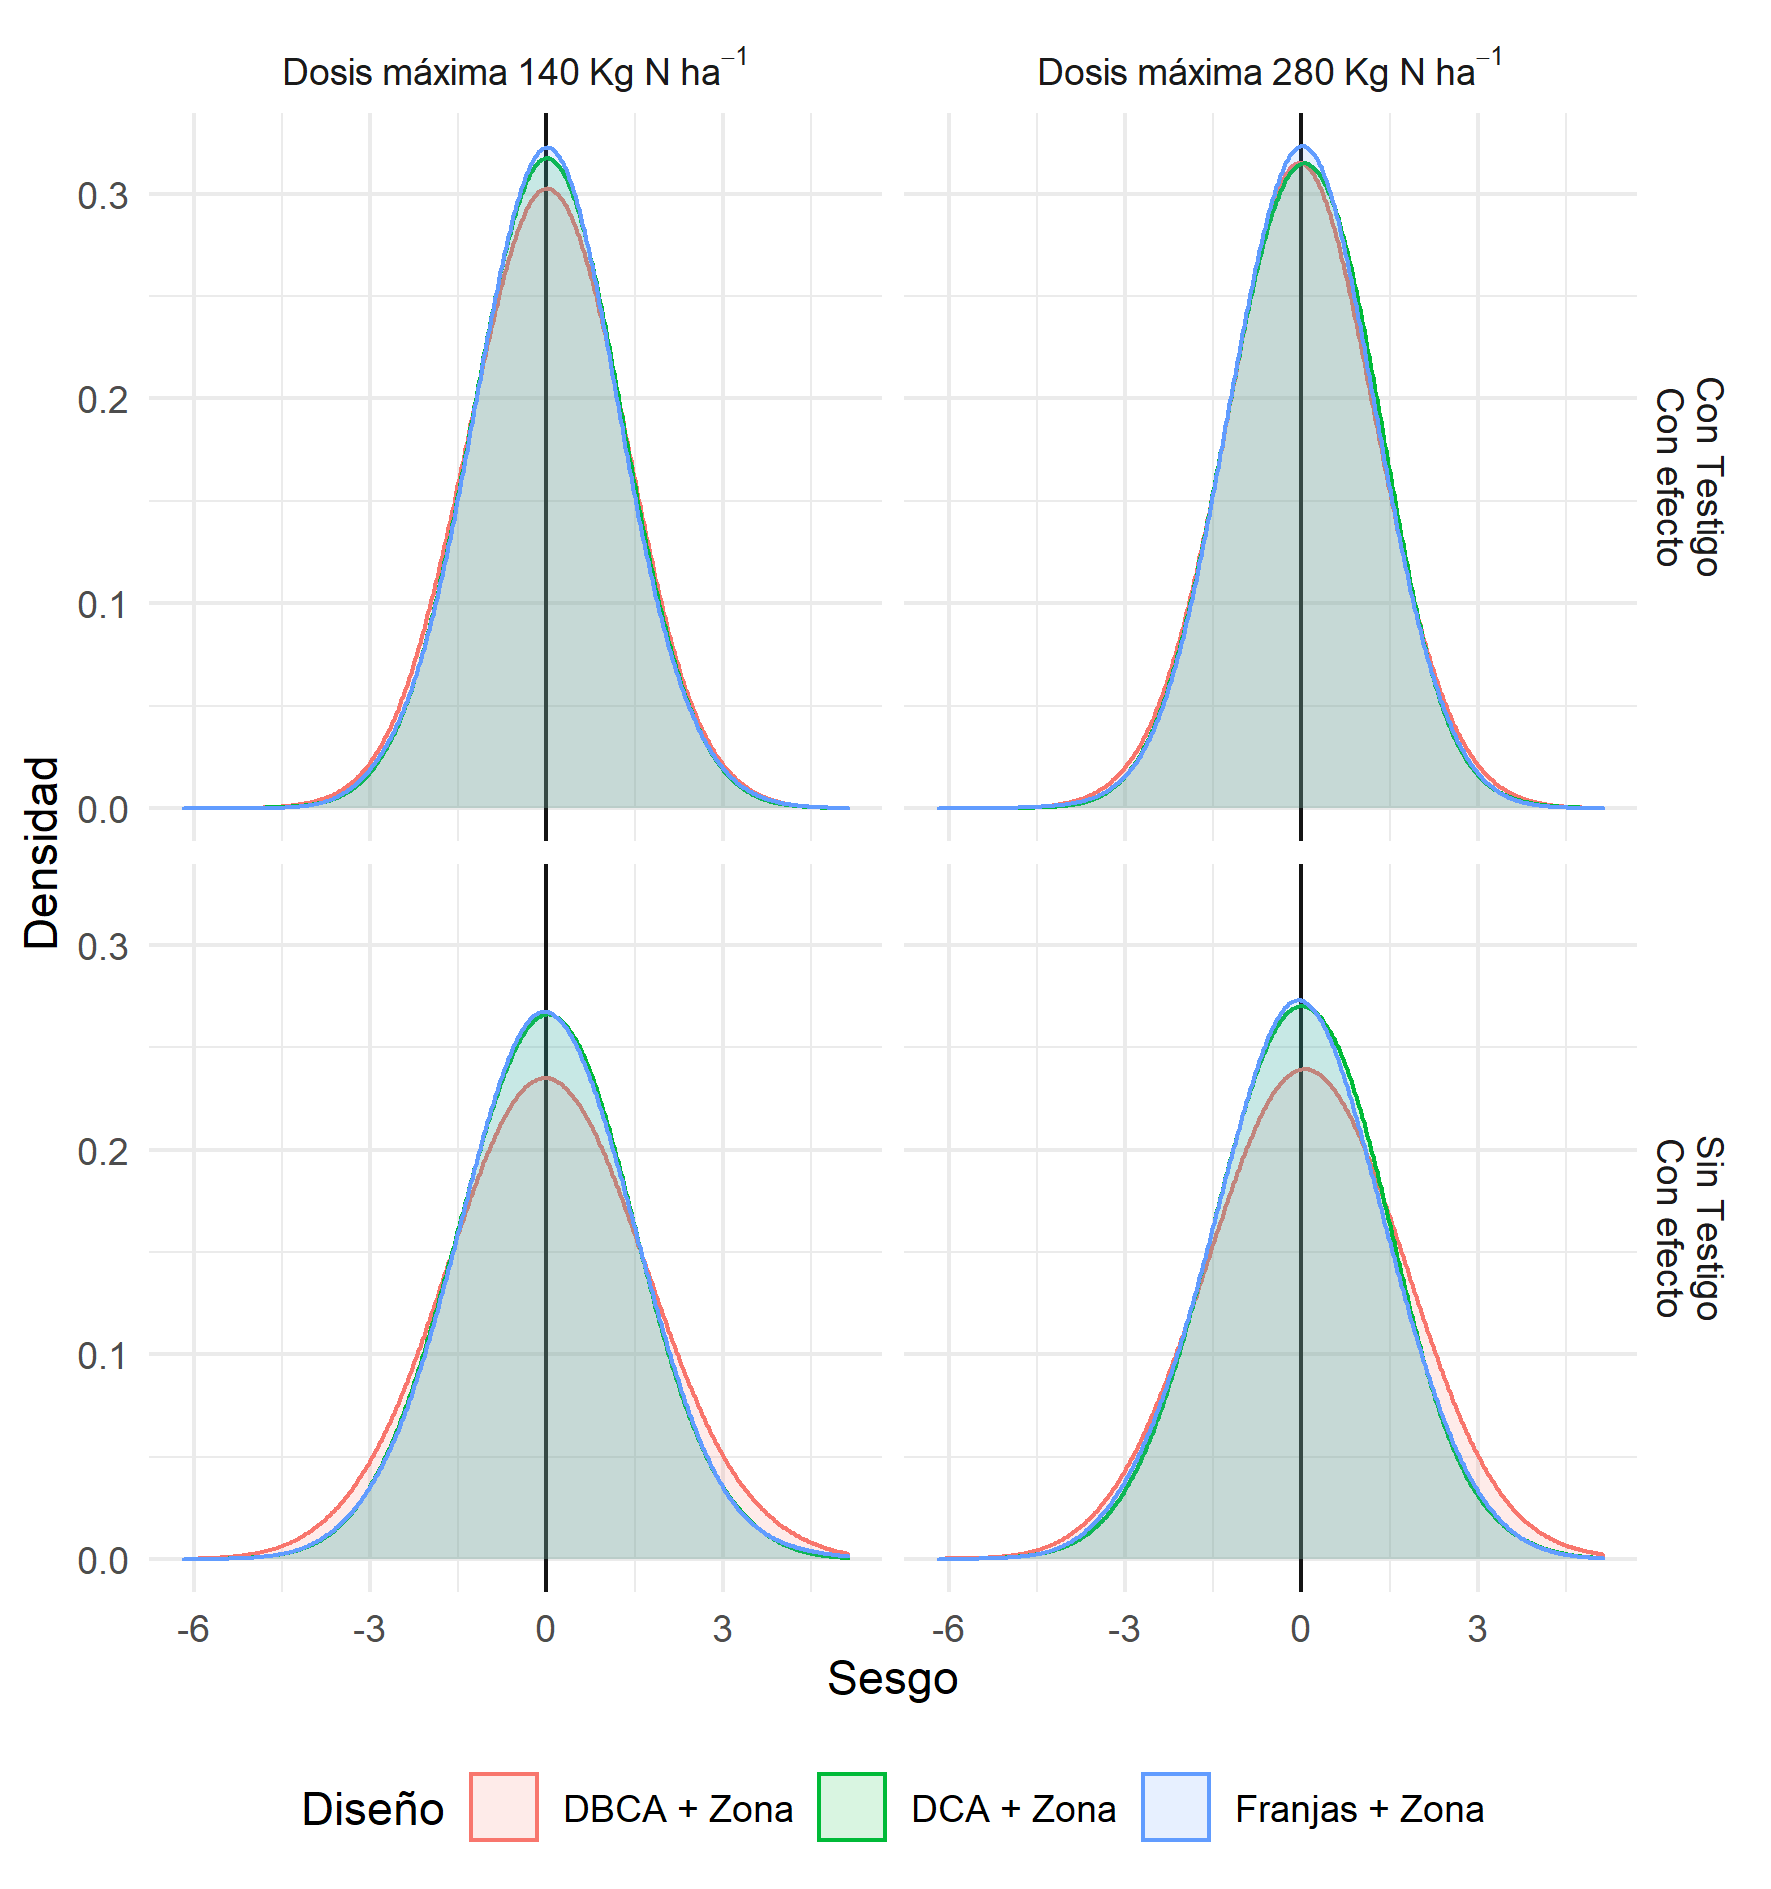 Dosis máxima 140 Kg N ha⁻¹
Dosis máxima 280 Kg N ha⁻¹
0.3
0.2
0.1
0.0
Con Testigo
Con efecto
Densidad
0.3
0.2
0.1
0.0
Sin Testigo
Con efecto
-6 -3 0 3
-6 -3 0 3
Sesgo
Diseño DBCA + Zona DCA + Zona Franjas + Zona